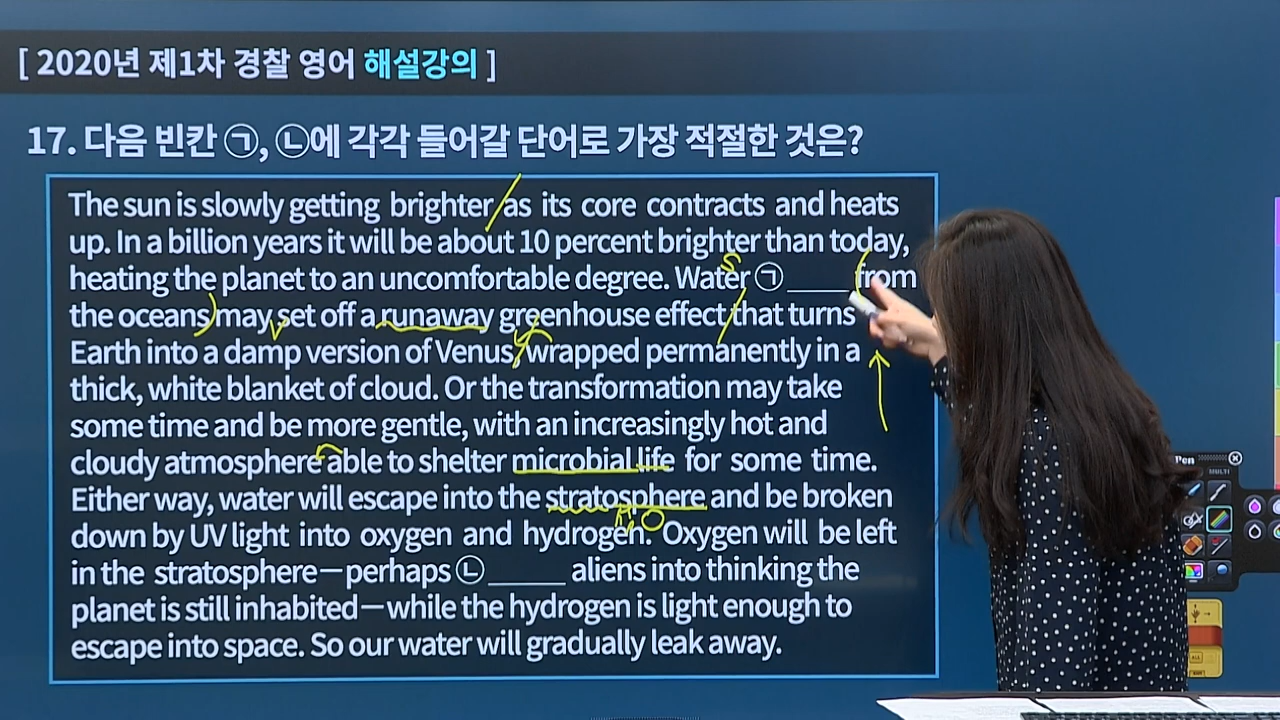 [ 2020년 제1차 경찰 영어 해설강의 ]
17. 다음 빈칸 ㉠, ㉡에 각각 들어갈 단어로 가장 적절한 것은?
The sun is slowly getting brighter as its core contracts and heats
up. In a billion years it will be about 10 percent brighter than today,
heating the planet to an uncomfortable degree. Water ㉠ _____ from
the oceans may set off a runaway greenhouse effect that turns
Earth into a damp version of Venus, wrapped permanently in a
thick, white blanket of cloud. Or the transformation may take
some time and be more gentle, with an increasingly hot and
cloudy atmosphere able to shelter microbial life for some time.
Either way, water will escape into the stratosphere and be broken
down by UV light into oxygen and hydrogen. Oxygen will be left
in the stratosphere—perhaps ㉡ _____ aliens into thinking the
planet is still inhabited—while the hydrogen is light enough to
escape into space. So our water will gradually leak away.
S
V
H₂O
Pen
MULTI